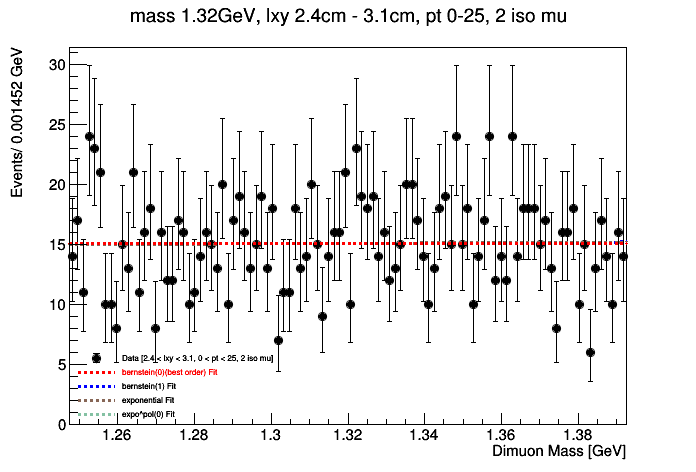 mass 1.32GeV, lxy 2.4cm - 3.1cm, pt 0-25, 2 iso mu
Events/ 0.001452 GeV
30
25
20
15
10
5
0
Data [2.4 < lxy < 3.1, 0 < pt < 25, 2 iso mu]
bernstein(0)(best order) Fit
bernstein(1) Fit
exponential Fit
expo*pol(0) Fit
1.26 1.28 1.3 1.32 1.34 1.36 1.38
Dimuon Mass [GeV]